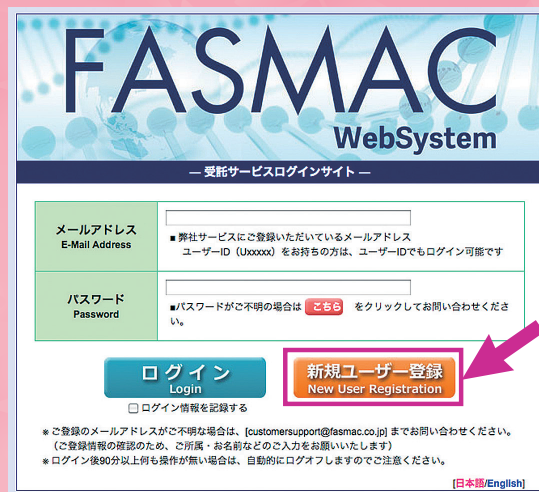 FASMAC
WebSystem
― 受託サービスログインサイト ―
メールアドレス
E-Mail Address
■ 弊社サービスにご登録いただいているメールアドレス
ユーザーID（Uxxxxx）をお持ちの方は、ユーザーIDでもログイン可能です
パスワード
Password
■パスワードがご不明の場合は こちら をクリックしてお問い合わせくださ
い。
ログイン
Login
新規ユーザー登録
New User Registration
ログイン情報を記録する
※ご登録のメールアドレスがご不明な場合は、[customersupport@fasmac.co.jp] までお問い合わせください。
（ご登録情報の確認のため、ご所属・お名前などのご入力をお願いいたします）
※ログイン後90分以上何も操作が無い場合は、自動的にログオフしますのでご注意ください。
[日本語/English]